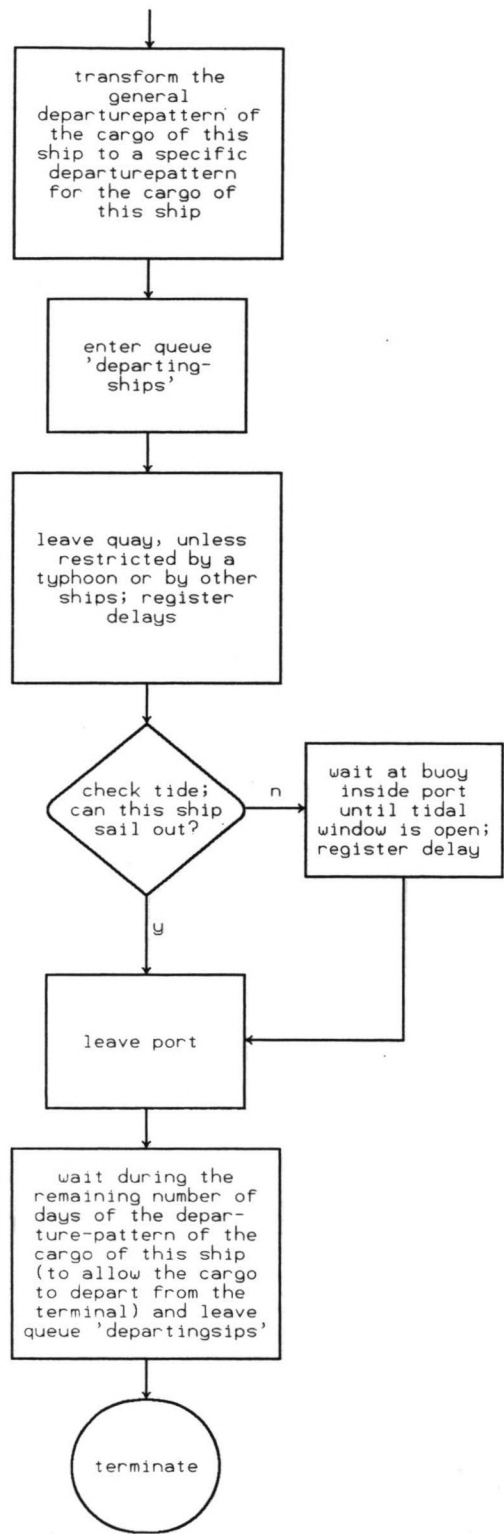 transform the
general
departurepattern of
the cargo of this
ship to a specific
departurepattern
for the cargo of
this ship
enter queue
'departing-
ships'
leave quay, unless
restricted by a
typhoon or by other
ships; register
delays
check tide;
can this ship
sail out?
n
wait at buoy
inside port
until tidal
window is open;
register delay
y
leave port
wait during the
remaining number of
days of the depar-
ture-pattern of the
cargo of this ship
(to allow the cargo
to depart from the
terminal) and leave
queue 'departingsips'
terminate